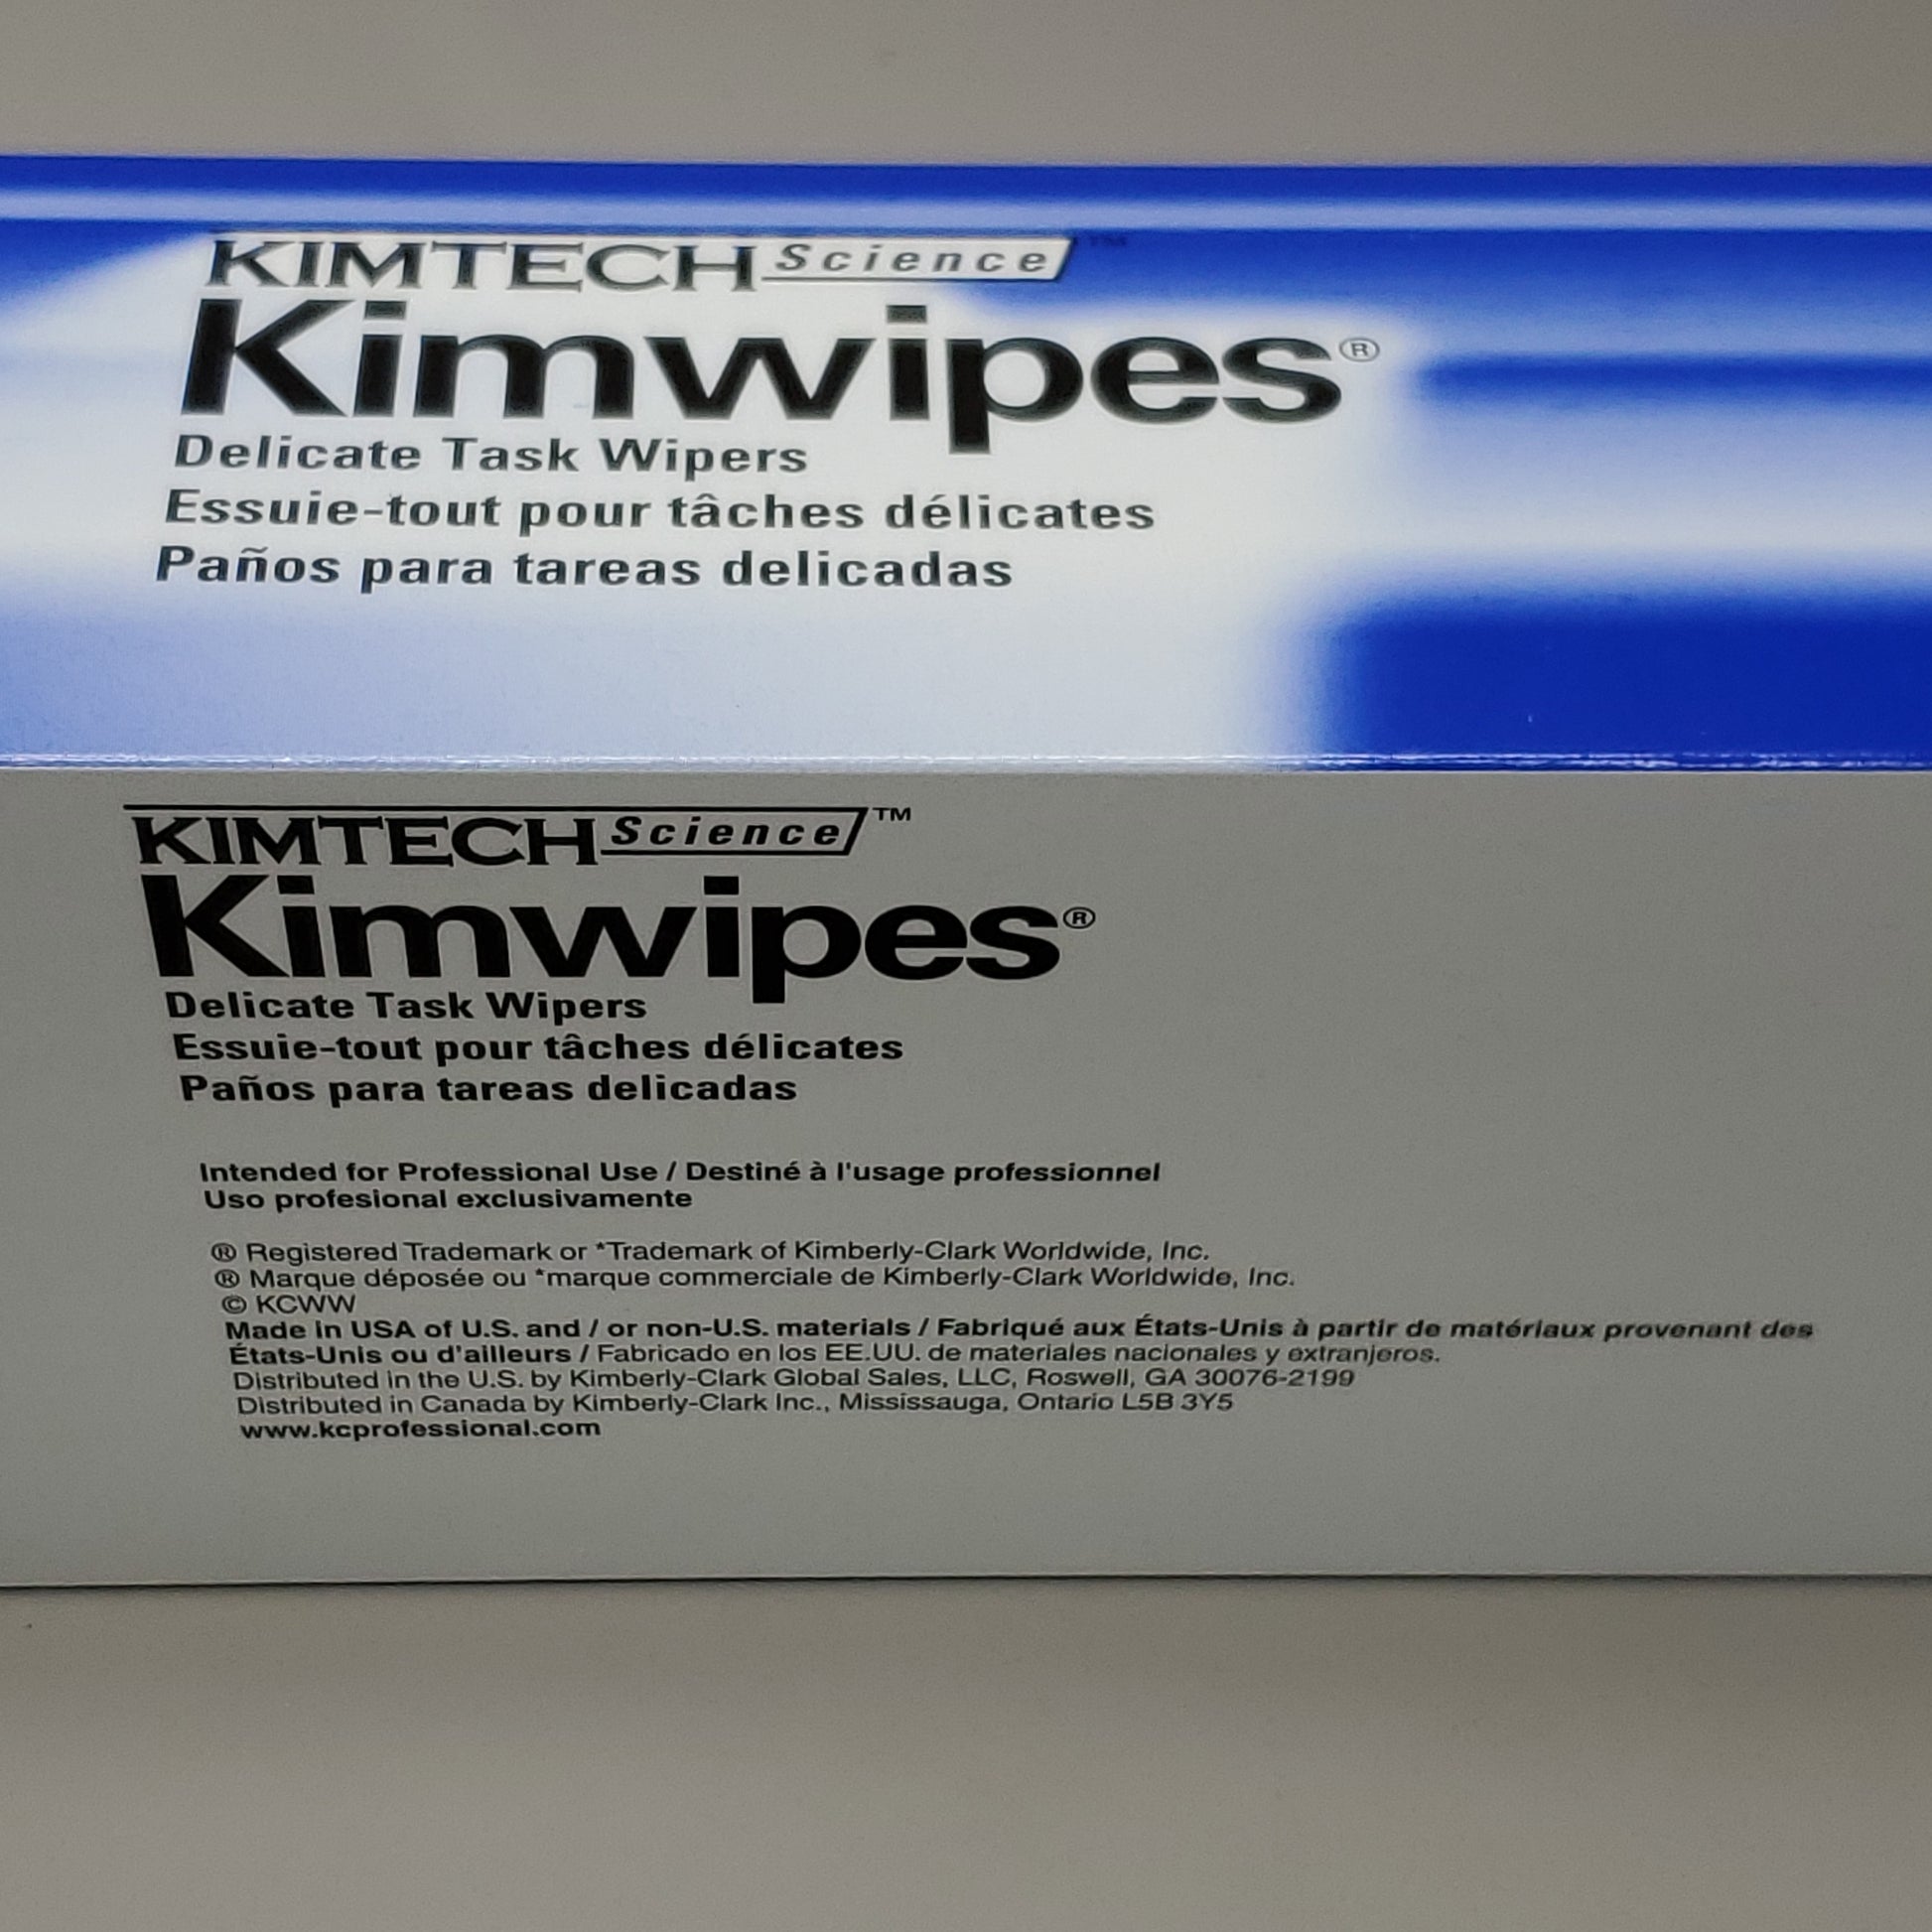 KIMTECH Science™
Kimwipes®
Delicate Task Wipers
Essuie-tout pour tâches délicates
Paños para tareas delicadas
KIMTECH Science™
Kimwipes®
Delicate Task Wipers
Essuie-tout pour tâches délicates
Paños para tareas delicadas
Intended for Professional Use / Destiné à l'usage professionnel
Uso profesional exclusivamente
® Registered Trademark or *Trademark of Kimberly-Clark Worldwide, Inc.
® Marque déposée ou *marque commerciale de Kimberly-Clark Worldwide, Inc.
© KCWW
Made in USA of U.S. and / or non-U.S. materials / Fabriqué aux États-Unis à partir de matériaux provenant des
États-Unis ou d'ailleurs / Fabricado en los EE.UU. de materiales nacionales y extranjeros.
Distributed in the U.S. by Kimberly-Clark Global Sales, LLC, Roswell, GA 30076-2199
Distributed in Canada by Kimberly-Clark Inc., Mississauga, Ontario L5B 3Y5
www.kcprofessional.com